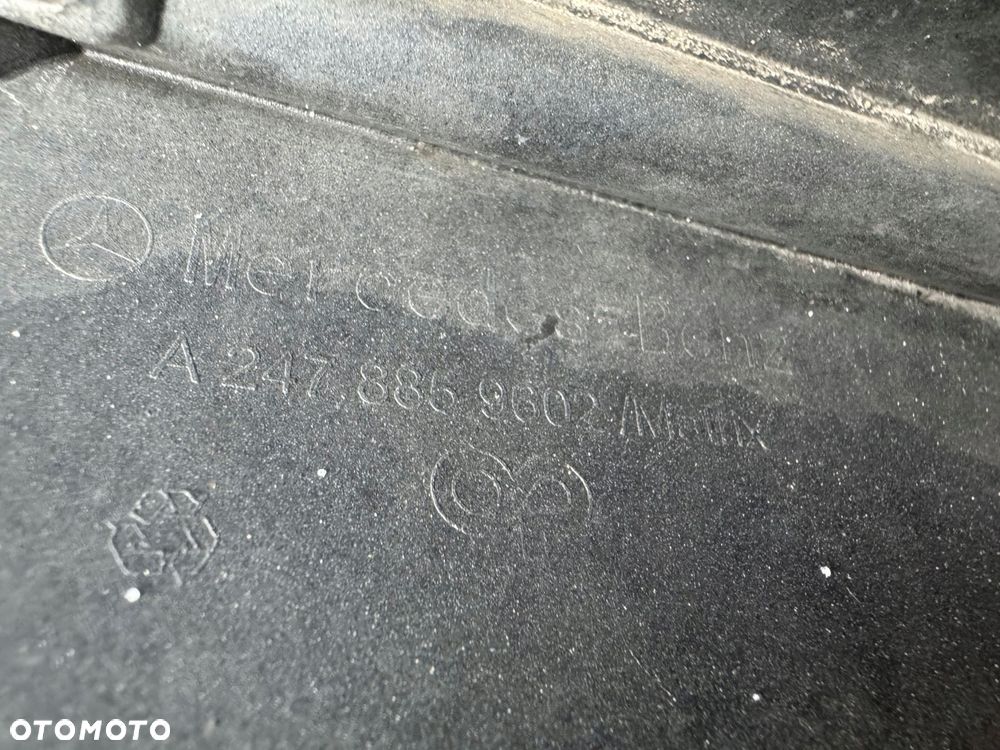 Mercedes-Benz
A 247 885 9602 /Matrix
OTOMOTO